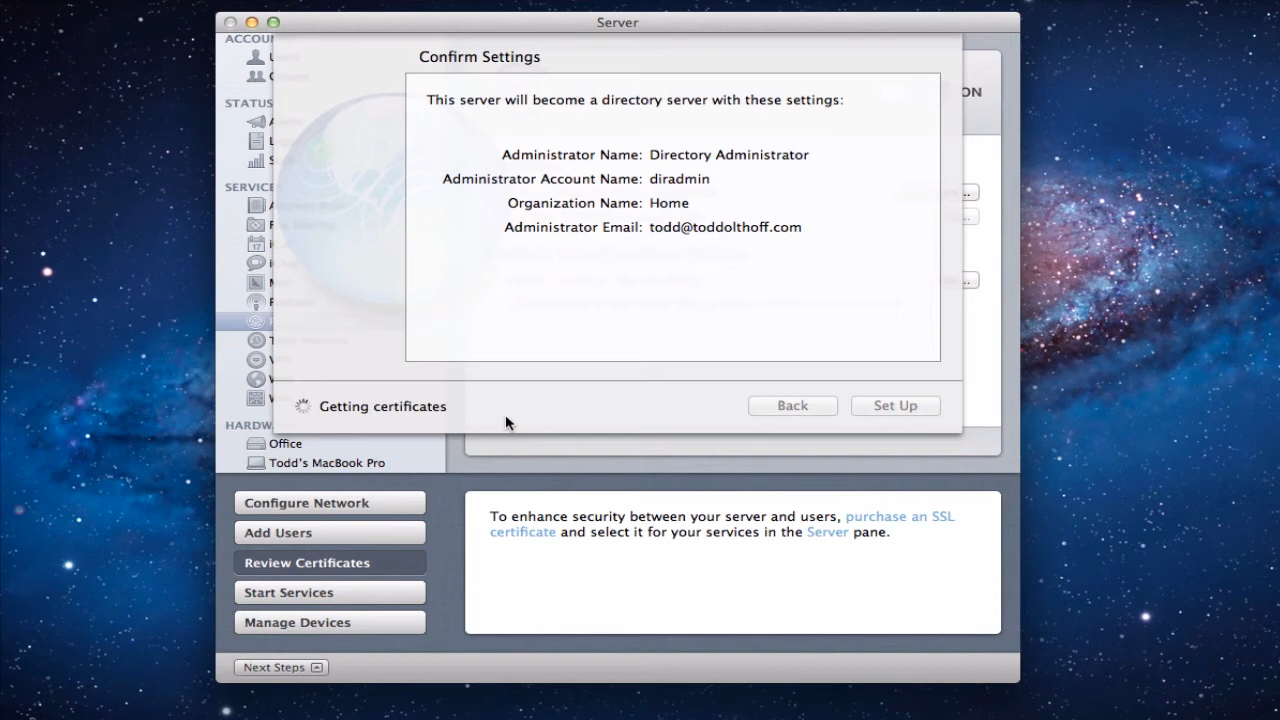 Server
ACCOU
Confirm Settings
This server will become a directory server with these settings:
ON
STATUS
Administrator Name: Directory Administrator
Administrator Account Name: diradmin
SERVICE
Organization Name: Home
Administrator Email: todd@toddolthoff.com
17
Getting certificates
Back
Set Up
HARDW
Office
Todd's MacBook Pro
Configure Network
Add Users
Review Certificates
Start Services
Manage Devices
To enhance security between your server and users, purchase an SSL
certificate and select it for your services in the Server pane.
Next Steps